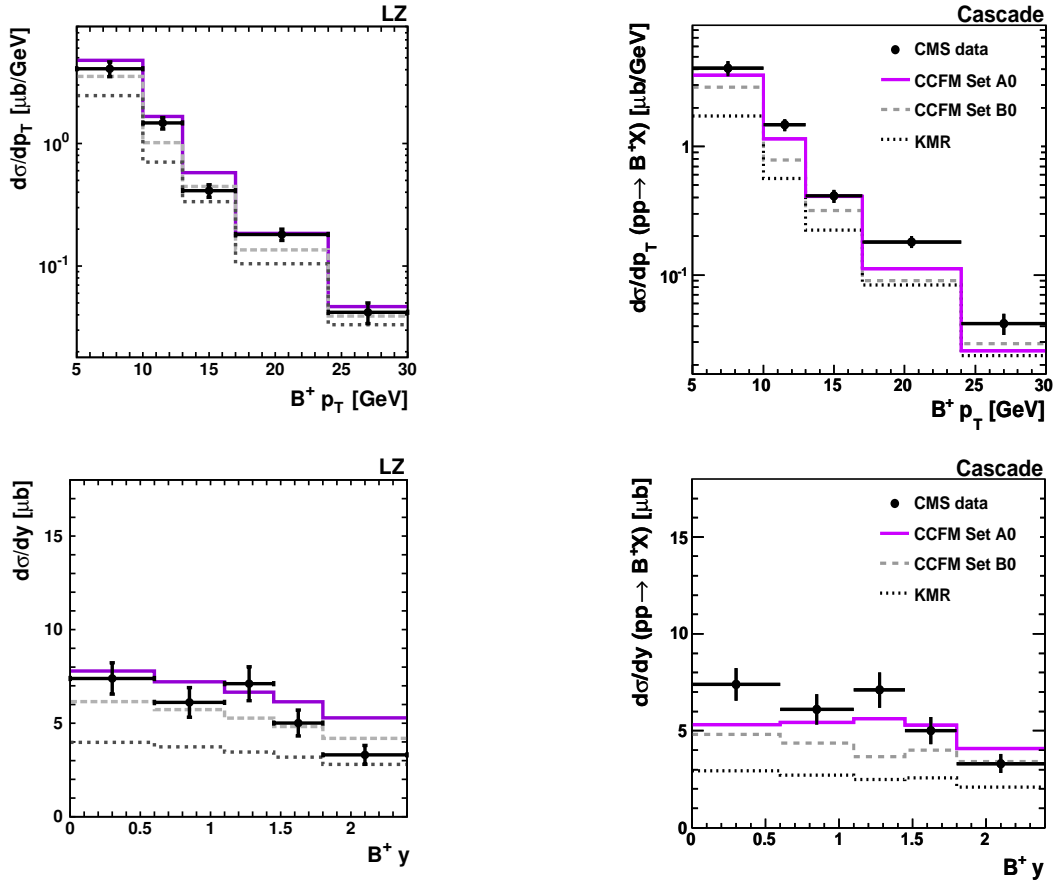 LZ
dσ/dp_T [μb/GeV]
10^0
10^-1
5 10 15 20 25 30
B^+ p_T [GeV]
Cascade
dσ/dp_T (pp→ B^+X) [μb/GeV]
CMS data
CCFM Set A0
CCFM Set B0
KMR
1
10^-1
5 10 15 20 25 30
B^+ p_T [GeV]
LZ
dσ/dy [μb]
15
10
5
0
0 0.5 1 1.5 2
B^+ y
Cascade
dσ/dy (pp→ B^+X) [μb]
CMS data
CCFM Set A0
CCFM Set B0
KMR
15
10
5
0
0 0.5 1 1.5 2
B^+ y